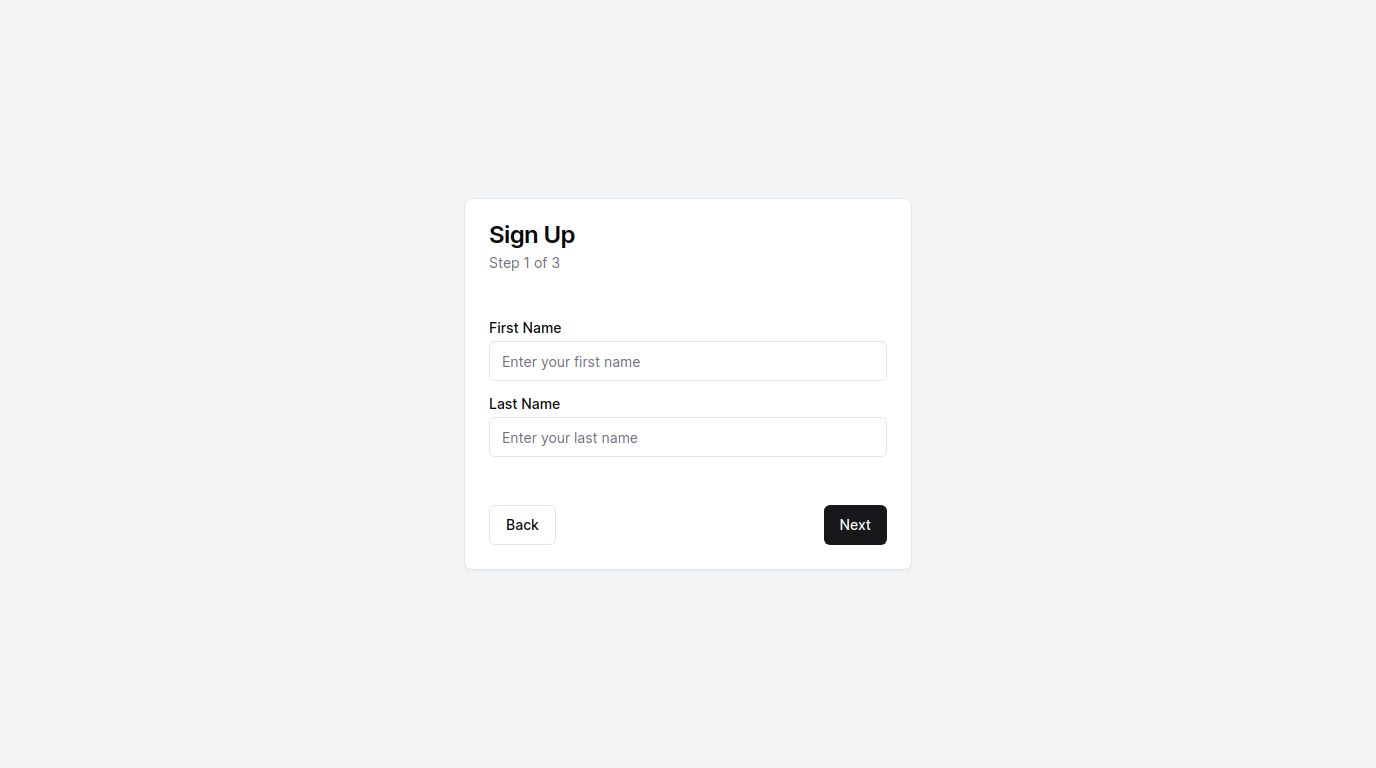 Sign Up
Step 1 of 3
First Name
Enter your first name
Last Name
Enter your last name
Back
Next